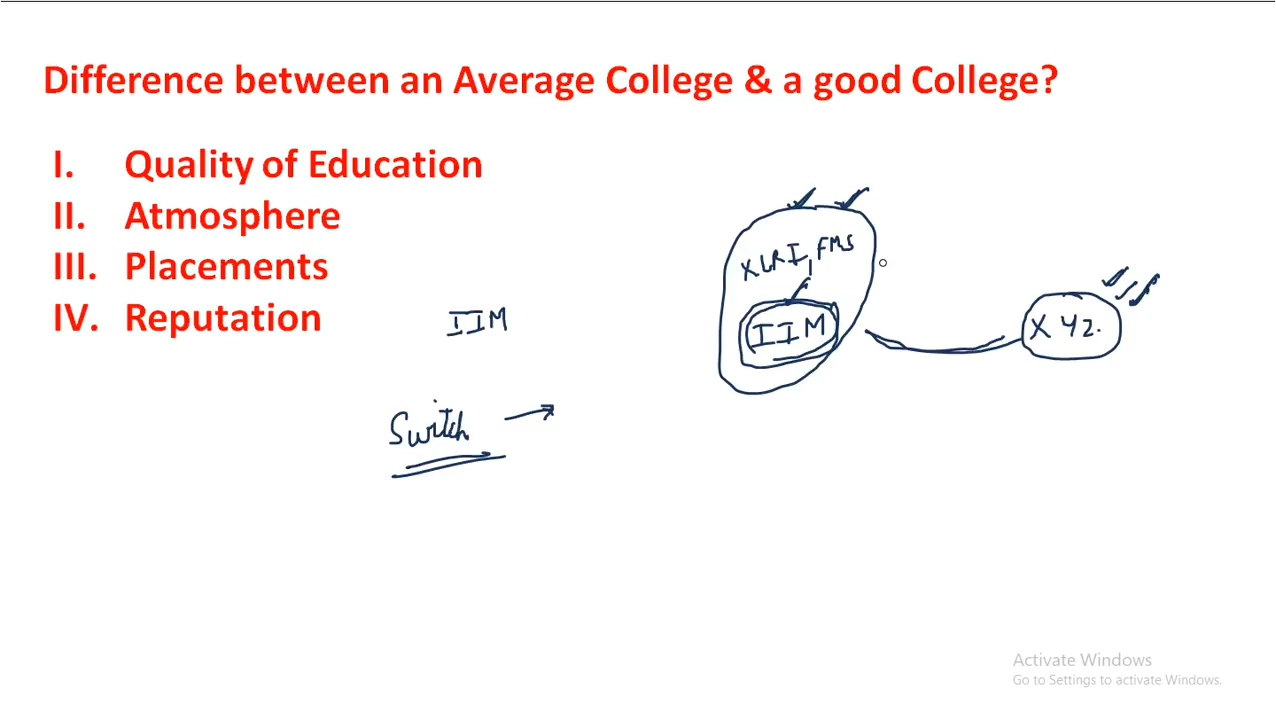 Difference between an Average College & a good College?
I. Quality of Education
II. Atmosphere
III. Placements
IV. Reputation
IIM
Switch →
XLRI, FMS
IIM
XYZ.
Activate Windows
Go to Settings to activate Windows.